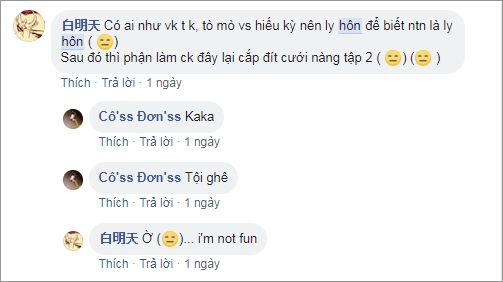 白明天 Có ai như vk t k, tò mò vs hiếu kỳ nên ly hôn để biết ntn là ly
hôn ( 😑 )
Sau đó thì phận làm ck đây lại cắp đít cưới nàng tập 2 ( 😑 ) (😑 )
Thích · Trả lời · 1 ngày
Cô'ss Đơn'ss Kaka
Thích · Trả lời · 1 ngày
Cô'ss Đơn'ss Tội ghê
Thích · Trả lời · 1 ngày
白明天 Ờ (😑)... i'm not fun
Thích · Trả lời · 1 ngày